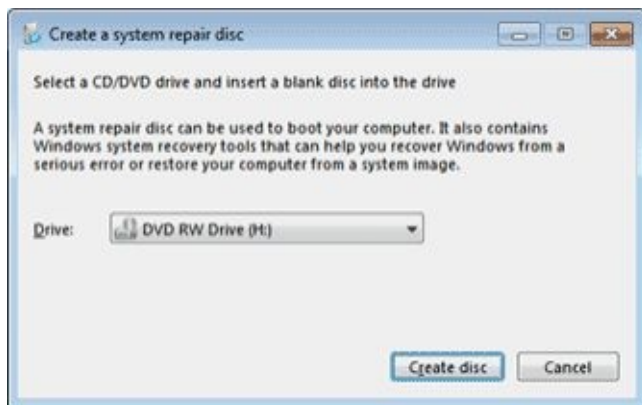 Create a system repair disc
Select a CD/DVD drive and insert a blank disc into the drive
A system repair disc can be used to boot your computer. It also contains
Windows system recovery tools that can help you recover Windows from a
serious error or restore your computer from a system image.
Drive: DVD RW Drive (H:)
Create disc Cancel